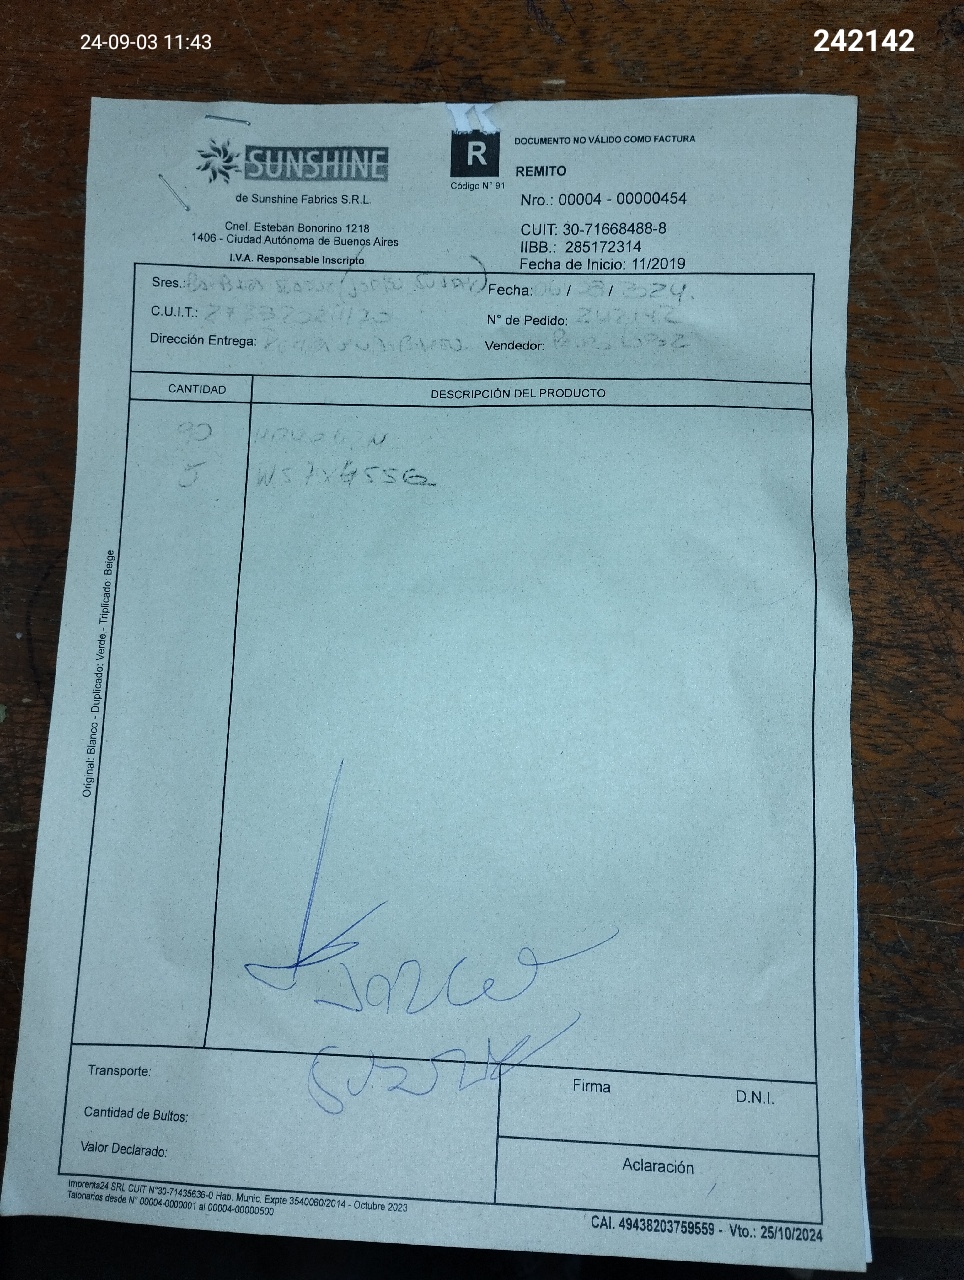 24-09-03 11:43
242142
SUNSHINE
de Sunshine Fabrics S.R.L.
Cnel. Esteban Bonorino 1218
1406 - Ciudad Autónoma de Buenos Aires
I.V.A. Responsable Inscripto
R
Código N° 91
DOCUMENTO NO VÁLIDO COMO FACTURA
REMITO
Nro.: 00004 - 00000454
CUIT: 30-71668488-8
IIBB.: 285172314
Fecha de Inicio: 11/2019
Sres.:
Fecha: / /
C.U.I.T.:
N° de Pedido: 242142
Dirección Entrega:
Vendedor:
CANTIDAD
DESCRIPCIÓN DEL PRODUCTO
90
5
Original: Blanco - Duplicado: Verde - Triplicado: Beige
Transporte:
Cantidad de Bultos:
Valor Declarado:
Firma
D.N.I.
Aclaración
Imprenta24 SRL CUIT N°30-71435636-0 Hab. Munic. Expte 3540060/2014 - Octubre 2023
Talonarios desde N° 00004-0000001 al 00004-00000500
CAI. 49438203759559 - Vto.: 25/10/2024